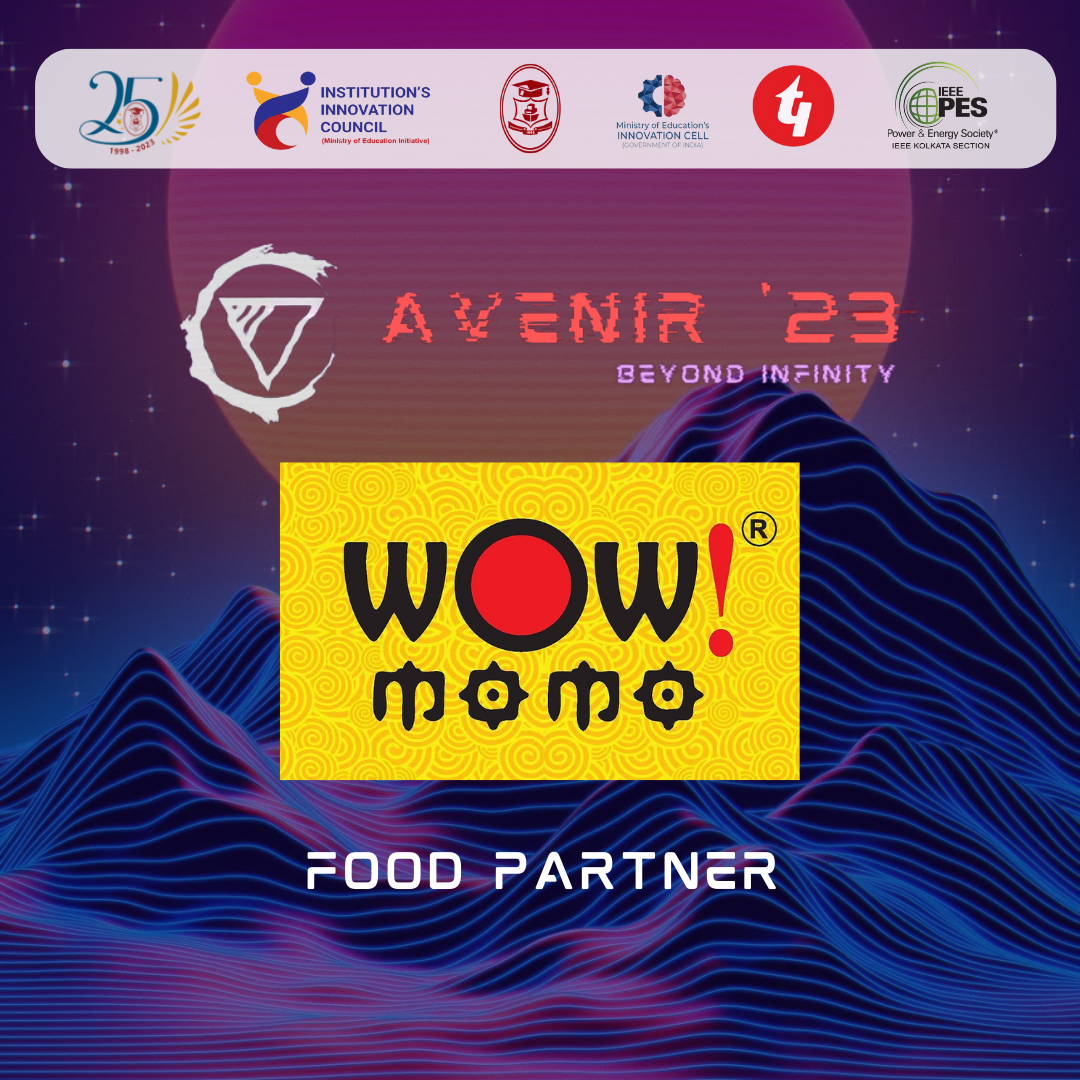 25
1998 - 2023
INSTITUTION'S
INNOVATION
COUNCIL
(Ministry of Education Initiative)
Ministry of Education's
INNOVATION CELL
(GOVERNMENT OF INDIA)
IEEE
PES
Power & Energy Society®
IEEE KOLKATA SECTION
AVENIR '23
BEYOND INFINITY
WOW! ®
MOMO
FOOD PARTNER